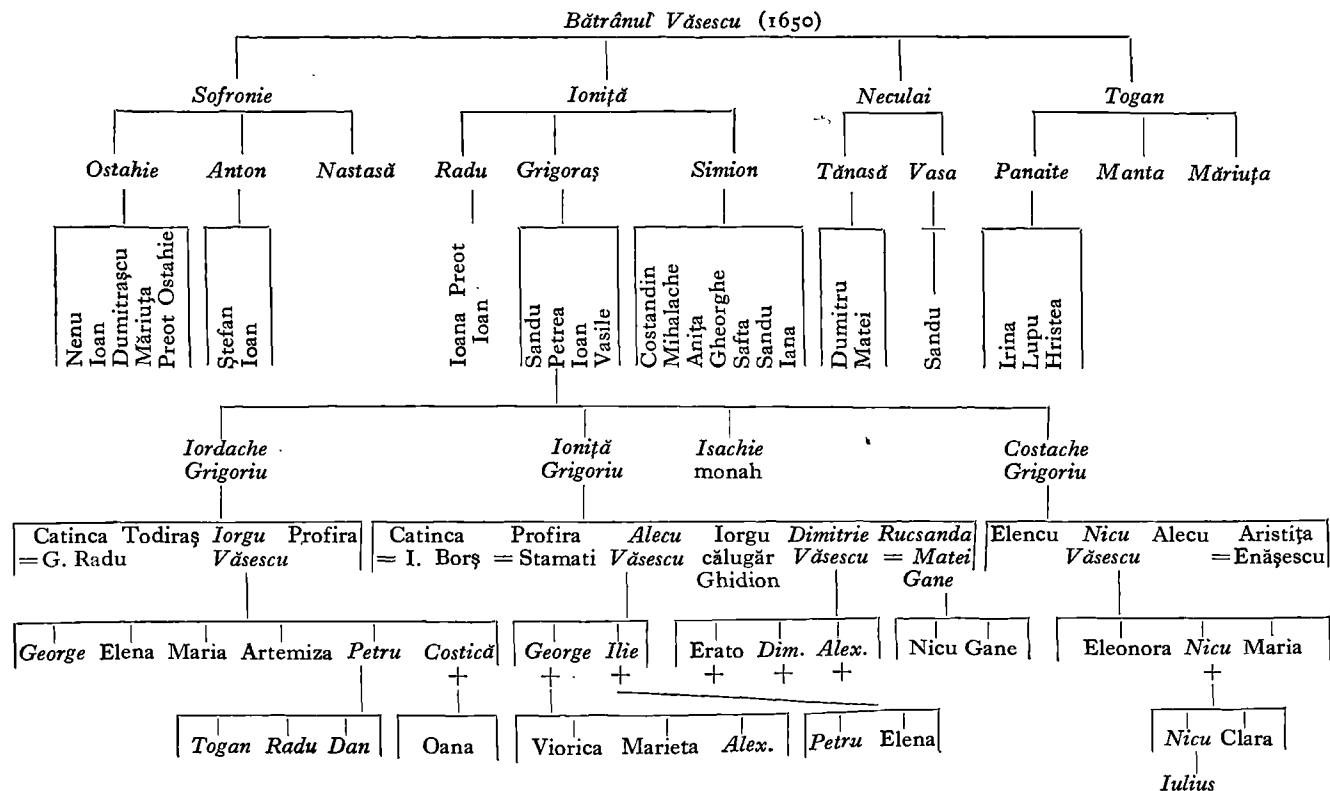 Bătrânul Văsescu (1650)
Sofronie Ioniță Neculai Togan
Ostahie Anton Nastasă Radu Grigoraș Simion Tănasă Vasa Panaite Manta Măriuța
Nenu
Ioan
Dumitrașcu
Măriuța
Preot Ostahie
Ștefan
Ioan
Ioana Preot
Ioan
Sandu
Petrea
Ioan
Vasile
Costandin
Mihalache
Anița
Gheorghe
Safta
Sandu
Iana
Dumitru
Matei
Sandu
Irina
Lupu
Hristea
Iordache Ioniță Isachie Costache
Grigoriu Grigoriu monah Grigoriu
Catinca Todiraș Iorgu Profira Catinca Profira Alecu Iorgu Dimitrie Rucsanda Elencu Nicu Alecu Aristița
= G. Radu Văsescu = I. Borș = Stamati Văsescu călugăr Văsescu = Matei Văsescu = Enășescu
Ghidion Gane
George Elena Maria Artemiza Petru Costică George Ilie Erato Dim. Alex. Nicu Gane Eleonora Nicu Maria
+ + + + + + +
Togan Radu Dan Oana Viorica Marieta Alex. Petru Elena Nicu Clara
Iulius